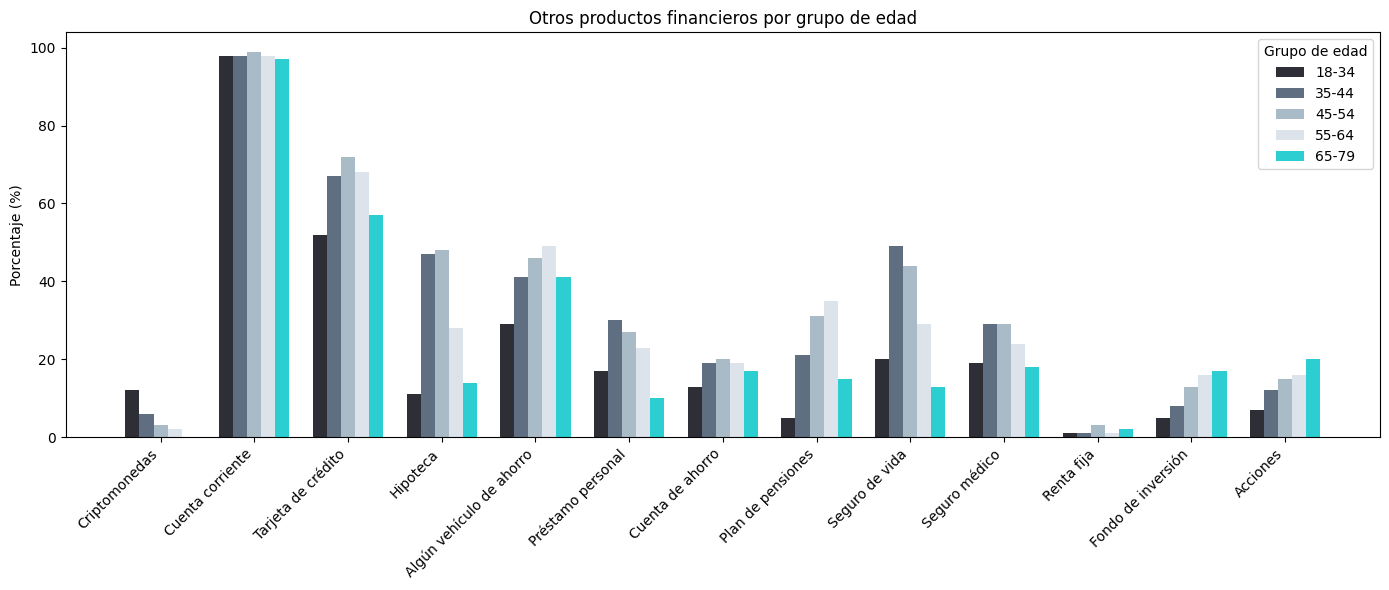 Otros productos financieros por grupo de edad
Porcentaje (%)
100
80
60
40
20
0
Grupo de edad
18-34
35-44
45-54
55-64
65-79
Criptomonedas
Cuenta corriente
Tarjeta de crédito
Hipoteca
Algún vehículo de ahorro
Préstamo personal
Cuenta de ahorro
Plan de pensiones
Seguro de vida
Seguro médico
Renta fija
Fondo de inversión
Acciones